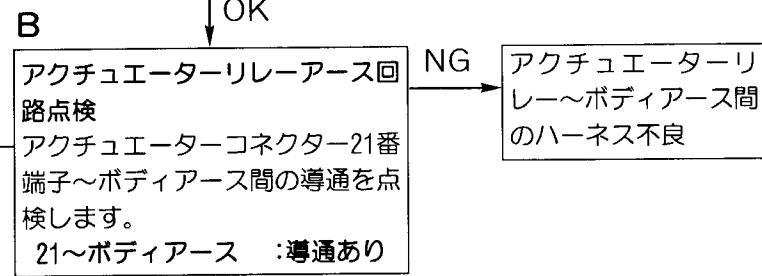 OK
B
アクチュエーターリレーアース回
路点検
アクチュエーターコネクター21番
端子～ボディアース間の導通を点
検します。
21～ボディアース　：導通あり
NG
アクチュエーターリ
レー～ボディアース間
のハーネス不良